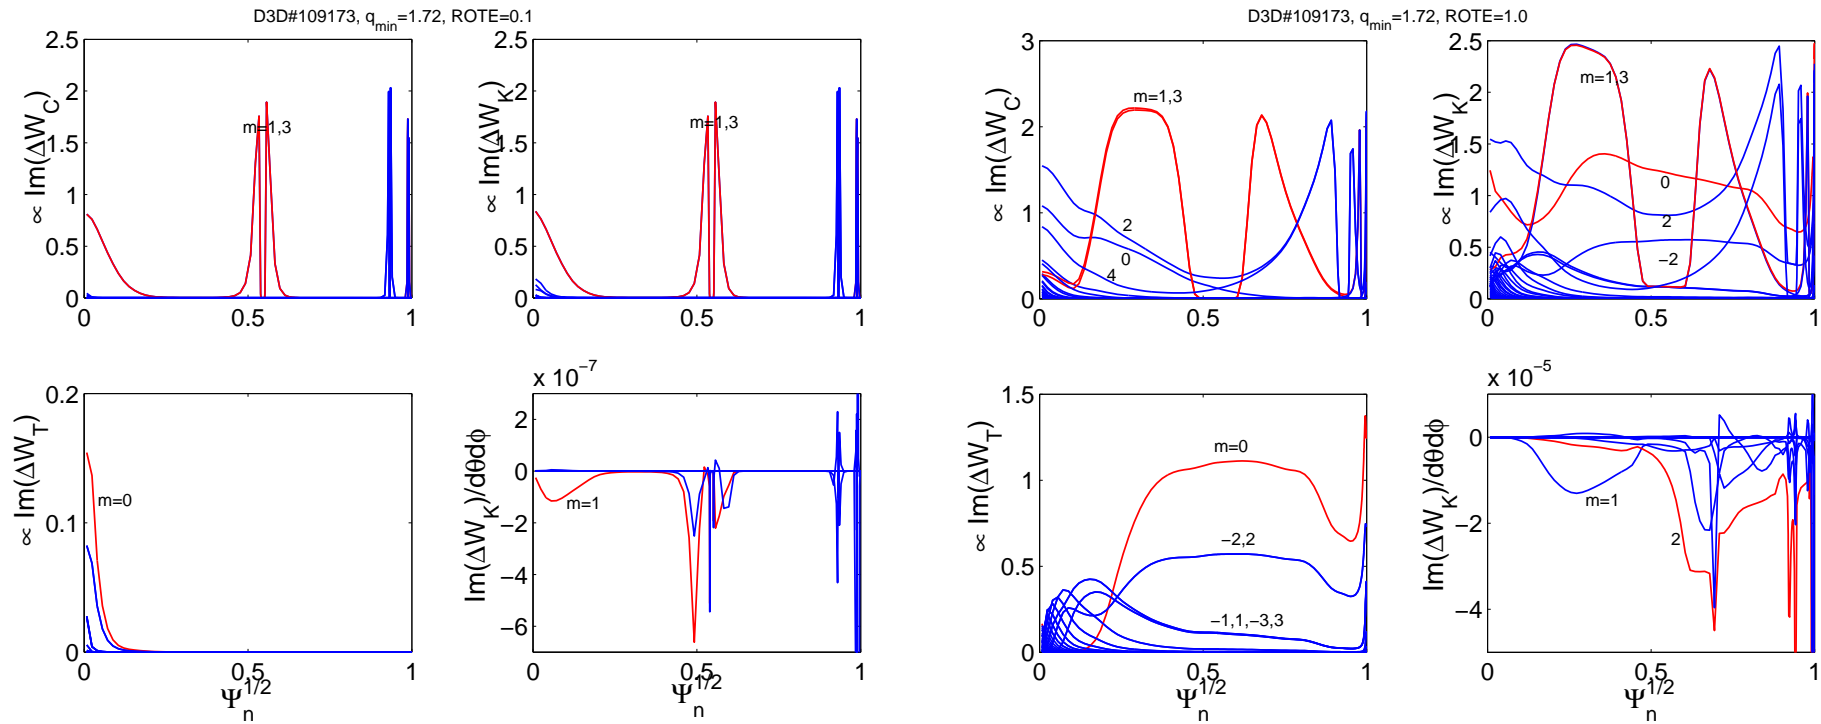 D3D#109173, q_min=1.72, ROTE=0.1
∝ Im(ΔW_C)
2.5
2
1.5
1
0.5
0
m=1,3
0
0.5
1
∝ Im(ΔW_K)
2.5
2
1.5
1
0.5
0
m=1,3
0
0.5
1
∝ Im(ΔW_T)
0.2
0.1
0
m=0
0
0.5
1
Ψ_n^1/2
x 10^−7
Im(ΔW_K)/dθdϕ
2
0
−2
−4
−6
m=1
0
0.5
1
Ψ_n^1/2
D3D#109173, q_min=1.72, ROTE=1.0
∝ Im(ΔW_C)
3
2
1
0
m=1,3
2
0
4
0
0.5
1
∝ Im(ΔW_K)
2.5
2
1.5
1
0.5
0
m=1,3
0
2
−2
0
0.5
1
∝ Im(ΔW_T)
1.5
1
0.5
0
m=0
−2,2
−1,1,−3,3
0
0.5
1
Ψ_n^1/2
x 10^−5
Im(ΔW_K)/dθdϕ
0
−2
−4
m=1
2
0
0.5
1
Ψ_n^1/2